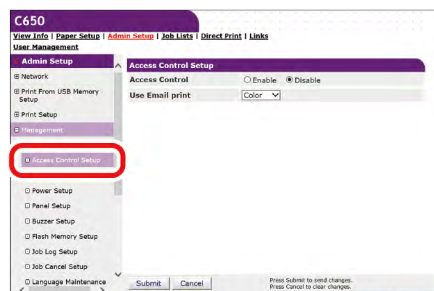 C650
View Info | Paper Setup | Admin Setup | Job Lists | Direct Print | Links
User Management
Admin Setup
Network
Print From USB Memory
Setup
Print Setup
Management
Access Control Setup
Power Setup
Panel Setup
Buzzer Setup
Flash Memory Setup
Job Log Setup
Job Cancel Setup
Language Maintenance
Access Control Setup
Access Control
Enable Disable
Use Email print
Color
Submit Cancel
Press Submit to send changes.
Press Cancel to clear changes.